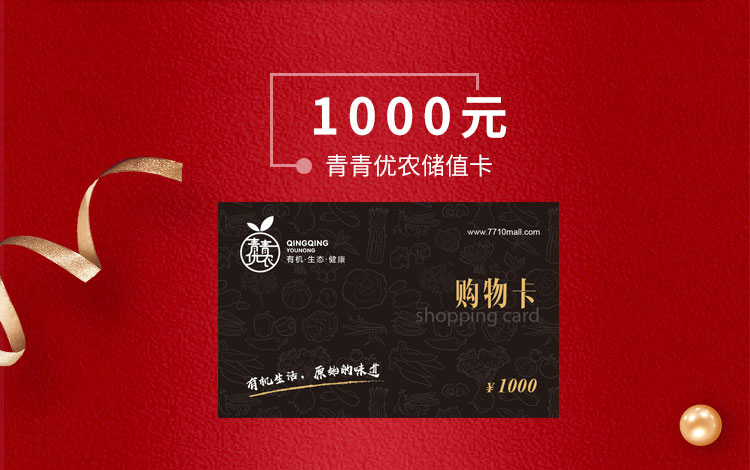 1000元
青青优农储值卡
青青优农
QINGQING
YOUNONG
有机·生态·健康
www.7710mall.com
购物卡
shopping card
有机生活，原始的味道
¥1000